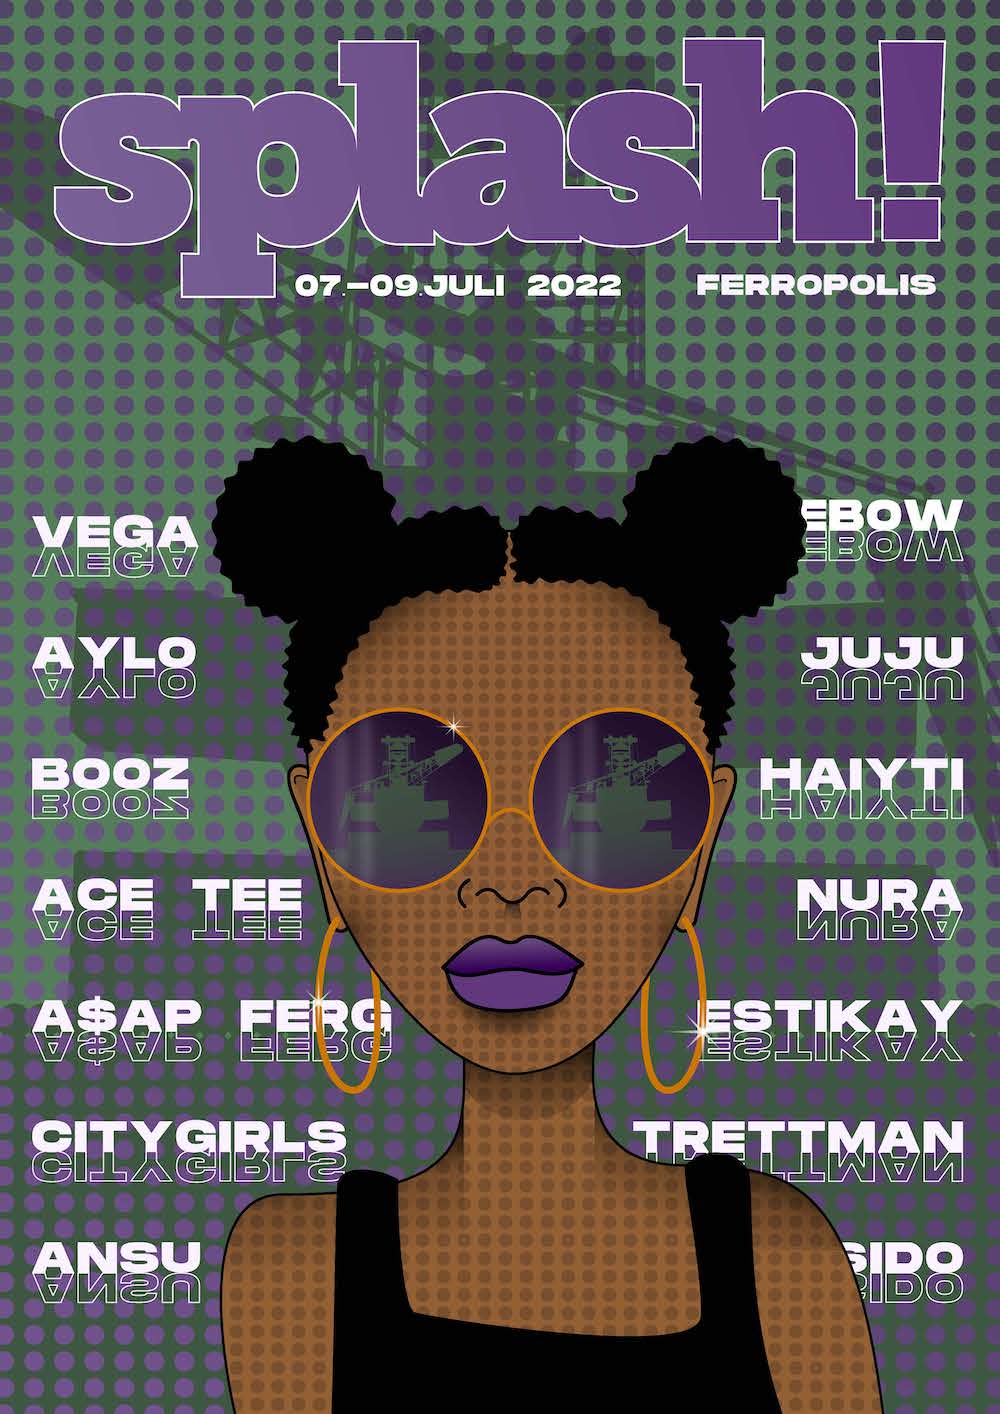 splash!
07.–09.JULI 2022 FERROPOLIS
VEGA
EBOW
AYLO
JUJU
BOOZ
HAIYTI
ACE TEE
NURA
A$AP FERG
ESTIKAY
CITYGIRLS
TRETTMAN
ANSU
SIDO